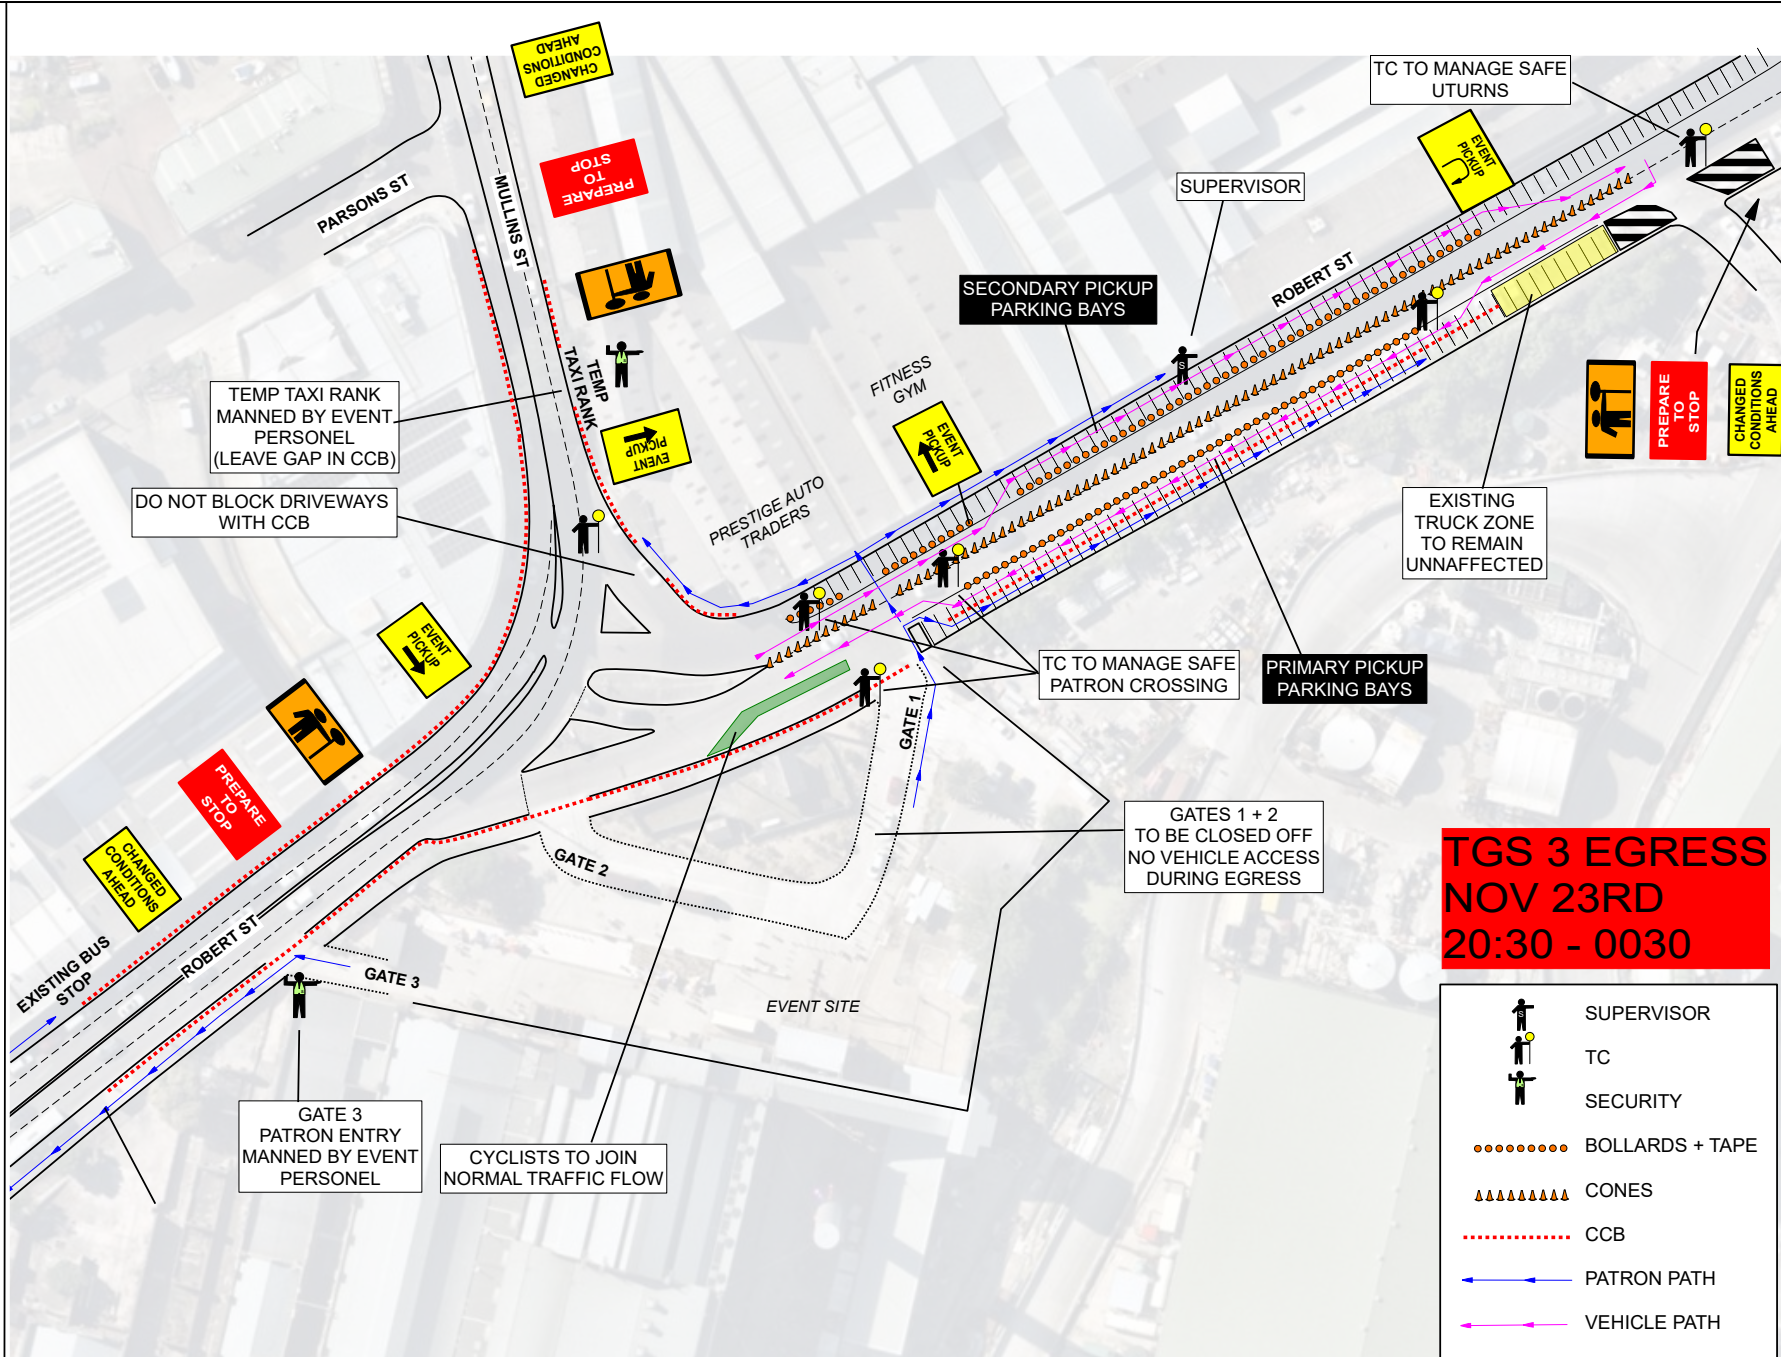 CHANGED
CONDITIONS
AHEAD
PREPARE
TO
STOP
PARSONS ST
MULLINS ST
TEMP
TAXI RANK
EVENT
PICKUP
TEMP TAXI RANK
MANNED BY EVENT
PERSONEL
(LEAVE GAP IN CCB)
DO NOT BLOCK DRIVEWAYS
WITH CCB
EVENT
PICKUP
PREPARE
TO
STOP
CHANGED
CONDITIONS
AHEAD
EXISTING BUS
STOP
ROBERT ST
PRESTIGE AUTO
TRADERS
FITNESS
GYM
EVENT
PICKUP
SECONDARY PICKUP
PARKING BAYS
SUPERVISOR
S
ROBERT ST
EVENT
PICKUP
TC TO MANAGE SAFE
UTURNS
PREPARE
TO
STOP
CHANGED
CONDITIONS
AHEAD
EXISTING
TRUCK ZONE
TO REMAIN
UNNAFFECTED
TC TO MANAGE SAFE
PATRON CROSSING
PRIMARY PICKUP
PARKING BAYS
GATE 1
GATE 2
GATE 3
GATES 1 + 2
TO BE CLOSED OFF
NO VEHICLE ACCESS
DURING EGRESS
EVENT SITE
GATE 3
PATRON ENTRY
MANNED BY EVENT
PERSONEL
CYCLISTS TO JOIN
NORMAL TRAFFIC FLOW
TGS 3 EGRESS
NOV 23RD
20:30 - 0030
S
SUPERVISOR
TC
SECURITY
BOLLARDS + TAPE
CONES
CCB
PATRON PATH
VEHICLE PATH